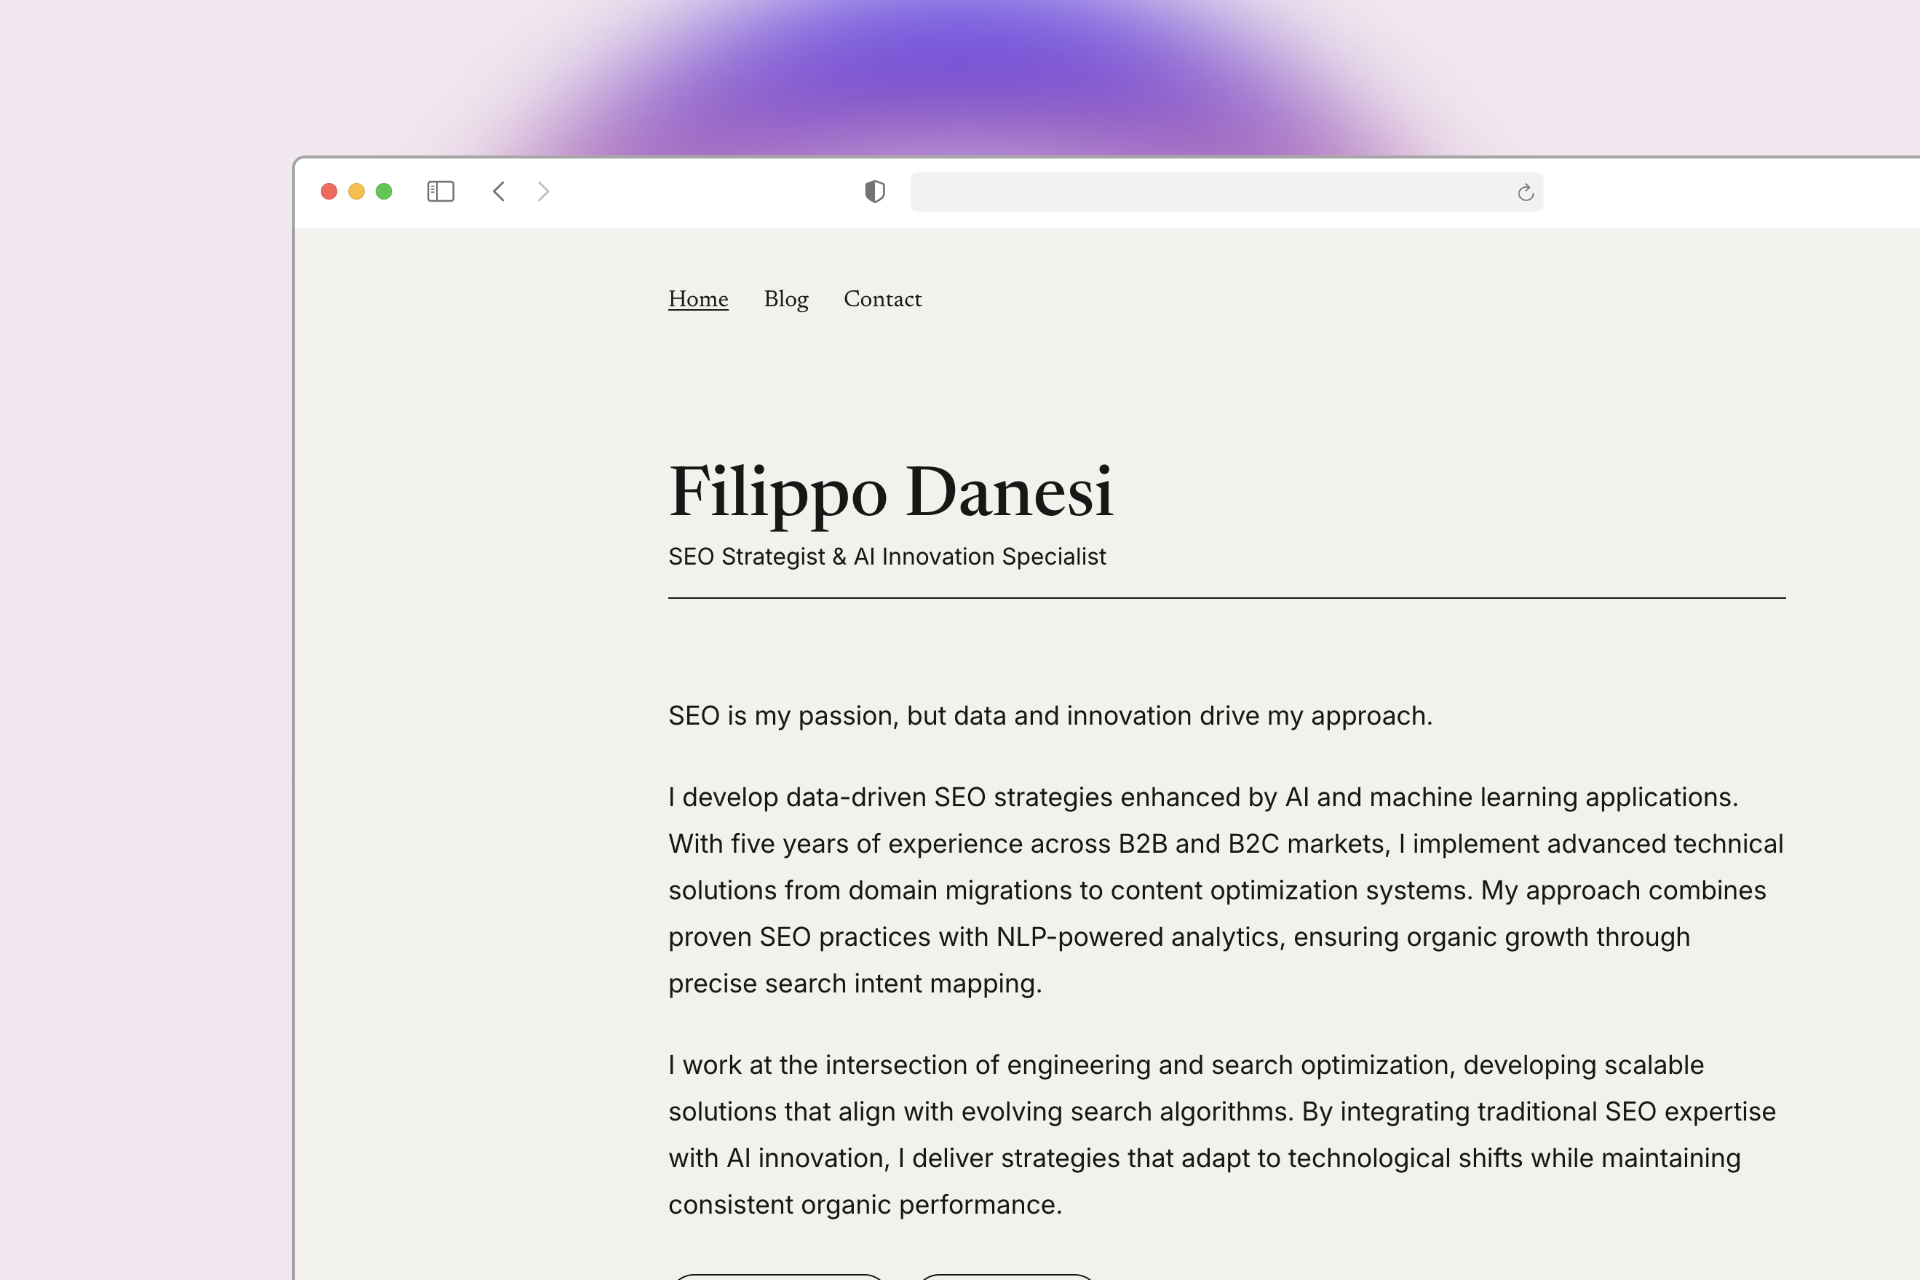 Home Blog Contact
Filippo Danesi
SEO Strategist & AI Innovation Specialist
SEO is my passion, but data and innovation drive my approach.
I develop data-driven SEO strategies enhanced by AI and machine learning applications.
With five years of experience across B2B and B2C markets, I implement advanced technical
solutions from domain migrations to content optimization systems. My approach combines
proven SEO practices with NLP-powered analytics, ensuring organic growth through
precise search intent mapping.
I work at the intersection of engineering and search optimization, developing scalable
solutions that align with evolving search algorithms. By integrating traditional SEO expertise
with AI innovation, I deliver strategies that adapt to technological shifts while maintaining
consistent organic performance.